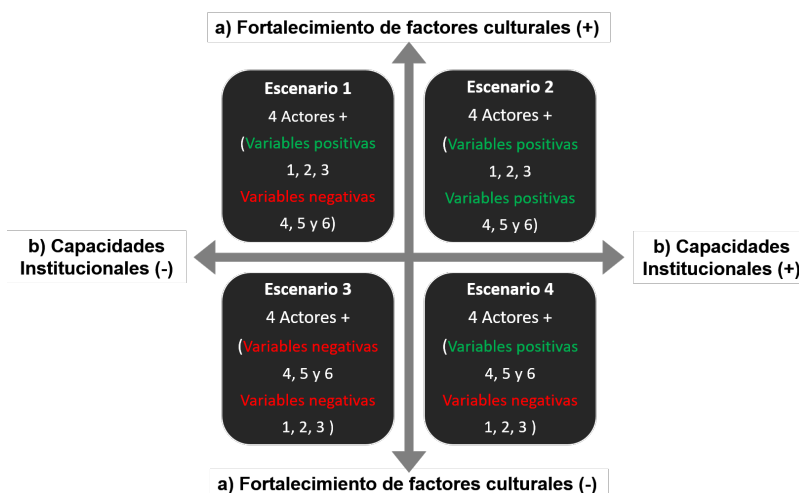 a) Fortalecimiento de factores culturales (+)
Escenario 1
4 Actores +
(Variables positivas
1, 2, 3
Variables negativas
4, 5 y 6)
Escenario 2
4 Actores +
(Variables positivas
1, 2, 3
Variables positivas
4, 5 y 6)
b) Capacidades
Institucionales (-)
b) Capacidades
Institucionales (+)
Escenario 3
4 Actores +
(Variables negativas
4, 5 y 6
Variables negativas
1, 2, 3 )
Escenario 4
4 Actores +
(Variables positivas
4, 5 y 6
Variables negativas
1, 2, 3 )
a) Fortalecimiento de factores culturales (-)